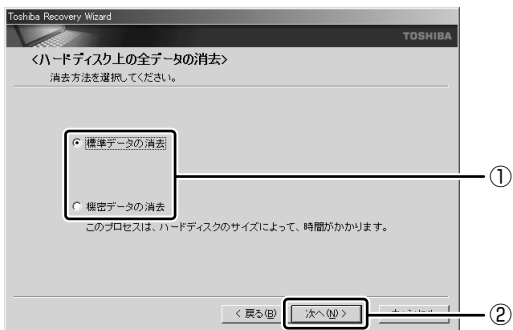 Toshiba Recovery Wizard
TOSHIBA
<ハードディスク上の全データの消去>
消去方法を選択してください。
標準データの消去
①
機密データの消去
このプロセスは、ハードディスクのサイズによって、時間がかかります。
< 戻る(B) 次へ(N) >
②